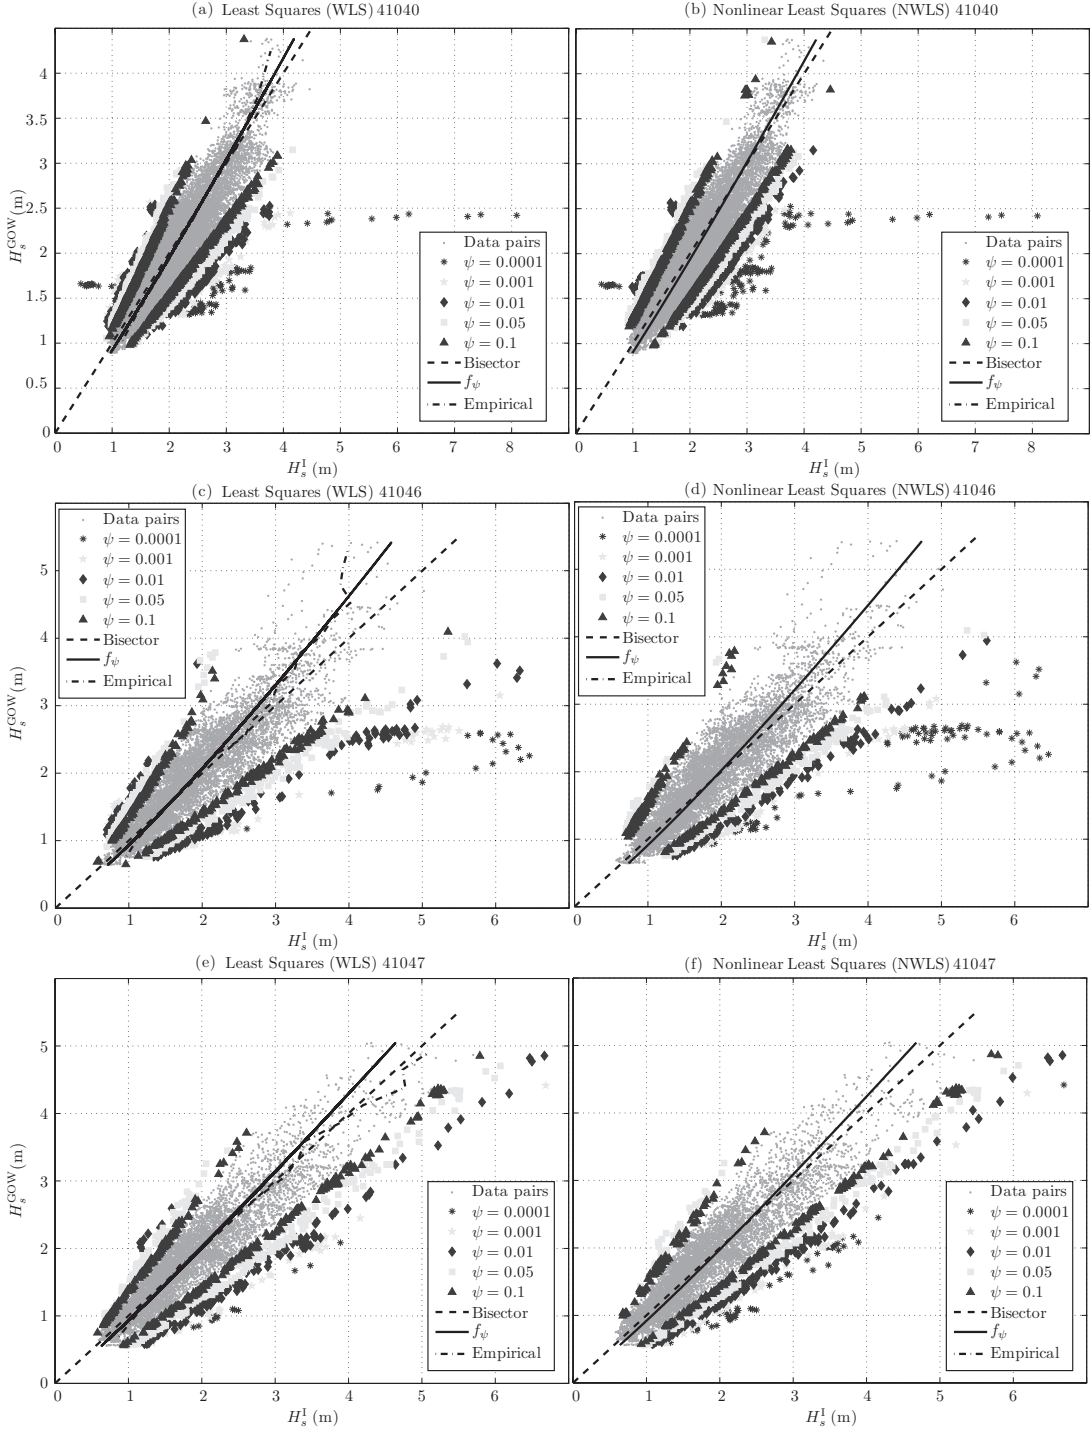 (a) Least Squares (WLS) 41040
4
3.5
3
2.5
2
1.5
1
0.5
0
H_s^GOW (m)
0 1 2 3 4 5 6 7 8
H_s^I (m)
Data pairs
ψ = 0.0001
ψ = 0.001
ψ = 0.01
ψ = 0.05
ψ = 0.1
Bisector
f_ψ
Empirical
(b) Nonlinear Least Squares (NWLS) 41040
0 1 2 3 4 5 6 7 8
H_s^I (m)
Data pairs
ψ = 0.0001
ψ = 0.001
ψ = 0.01
ψ = 0.05
ψ = 0.1
Bisector
f_ψ
Empirical
(c) Least Squares (WLS) 41046
Data pairs
ψ = 0.0001
ψ = 0.001
ψ = 0.01
ψ = 0.05
ψ = 0.1
Bisector
f_ψ
Empirical
5
4
3
2
1
0
H_s^GOW (m)
0 1 2 3 4 5 6
H_s^I (m)
(d) Nonlinear Least Squares (NWLS) 41046
Data pairs
ψ = 0.0001
ψ = 0.001
ψ = 0.01
ψ = 0.05
ψ = 0.1
Bisector
f_ψ
Empirical
0 1 2 3 4 5 6
H_s^I (m)
(e) Least Squares (WLS) 41047
5
4
3
2
1
0
H_s^GOW (m)
0 1 2 3 4 5 6
H_s^I (m)
Data pairs
ψ = 0.0001
ψ = 0.001
ψ = 0.01
ψ = 0.05
ψ = 0.1
Bisector
f_ψ
Empirical
(f) Nonlinear Least Squares (NWLS) 41047
0 1 2 3 4 5 6
H_s^I (m)
Data pairs
ψ = 0.0001
ψ = 0.001
ψ = 0.01
ψ = 0.05
ψ = 0.1
Bisector
f_ψ
Empirical